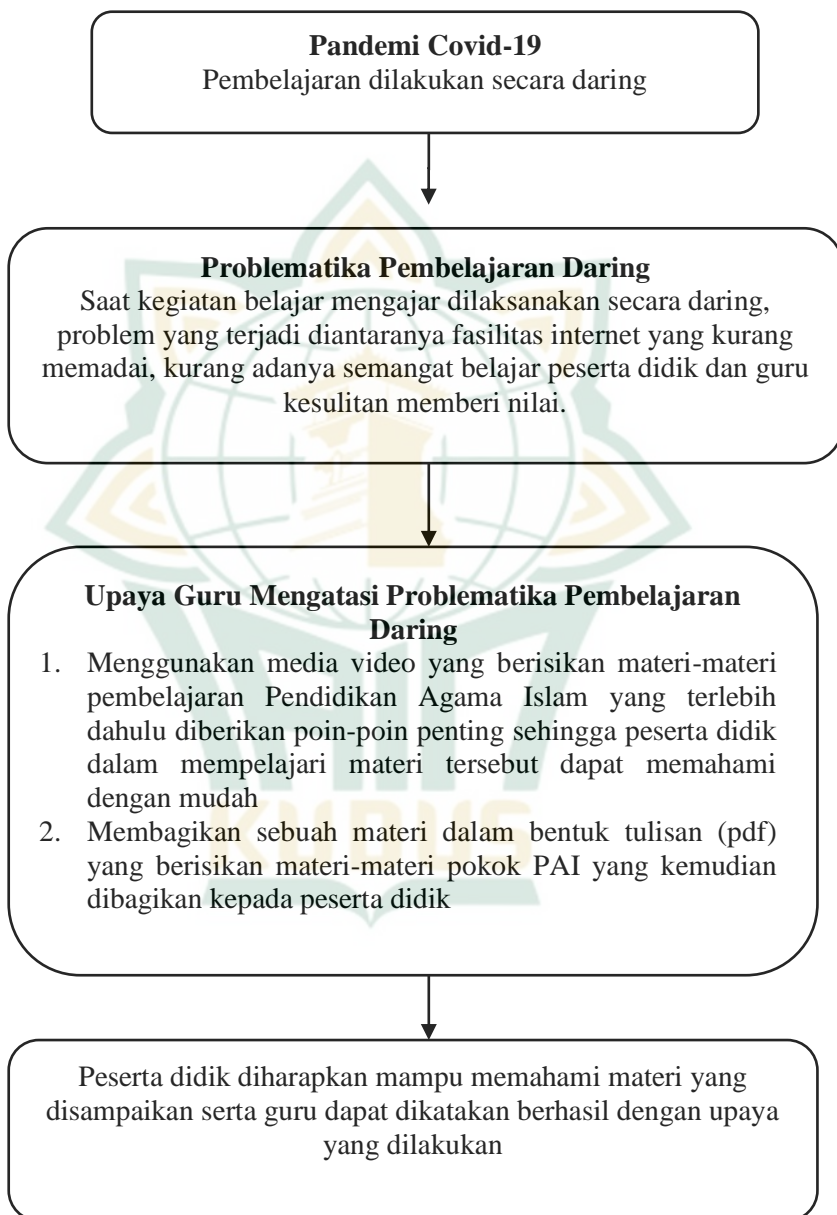 Pandemi Covid-19
Pembelajaran dilakukan secara daring
Problematika Pembelajaran Daring
Saat kegiatan belajar mengajar dilaksanakan secara daring,
problem yang terjadi diantaranya fasilitas internet yang kurang
memadai, kurang adanya semangat belajar peserta didik dan guru
kesulitan memberi nilai.
Upaya Guru Mengatasi Problematika Pembelajaran
Daring
1. Menggunakan media video yang berisikan materi-materi
pembelajaran Pendidikan Agama Islam yang terlebih
dahulu diberikan poin-poin penting sehingga peserta didik
dalam mempelajari materi tersebut dapat memahami
dengan mudah
2. Membagikan sebuah materi dalam bentuk tulisan (pdf)
yang berisikan materi-materi pokok PAI yang kemudian
dibagikan kepada peserta didik
Peserta didik diharapkan mampu memahami materi yang
disampaikan serta guru dapat dikatakan berhasil dengan upaya
yang dilakukan
IAIN
KUDUS